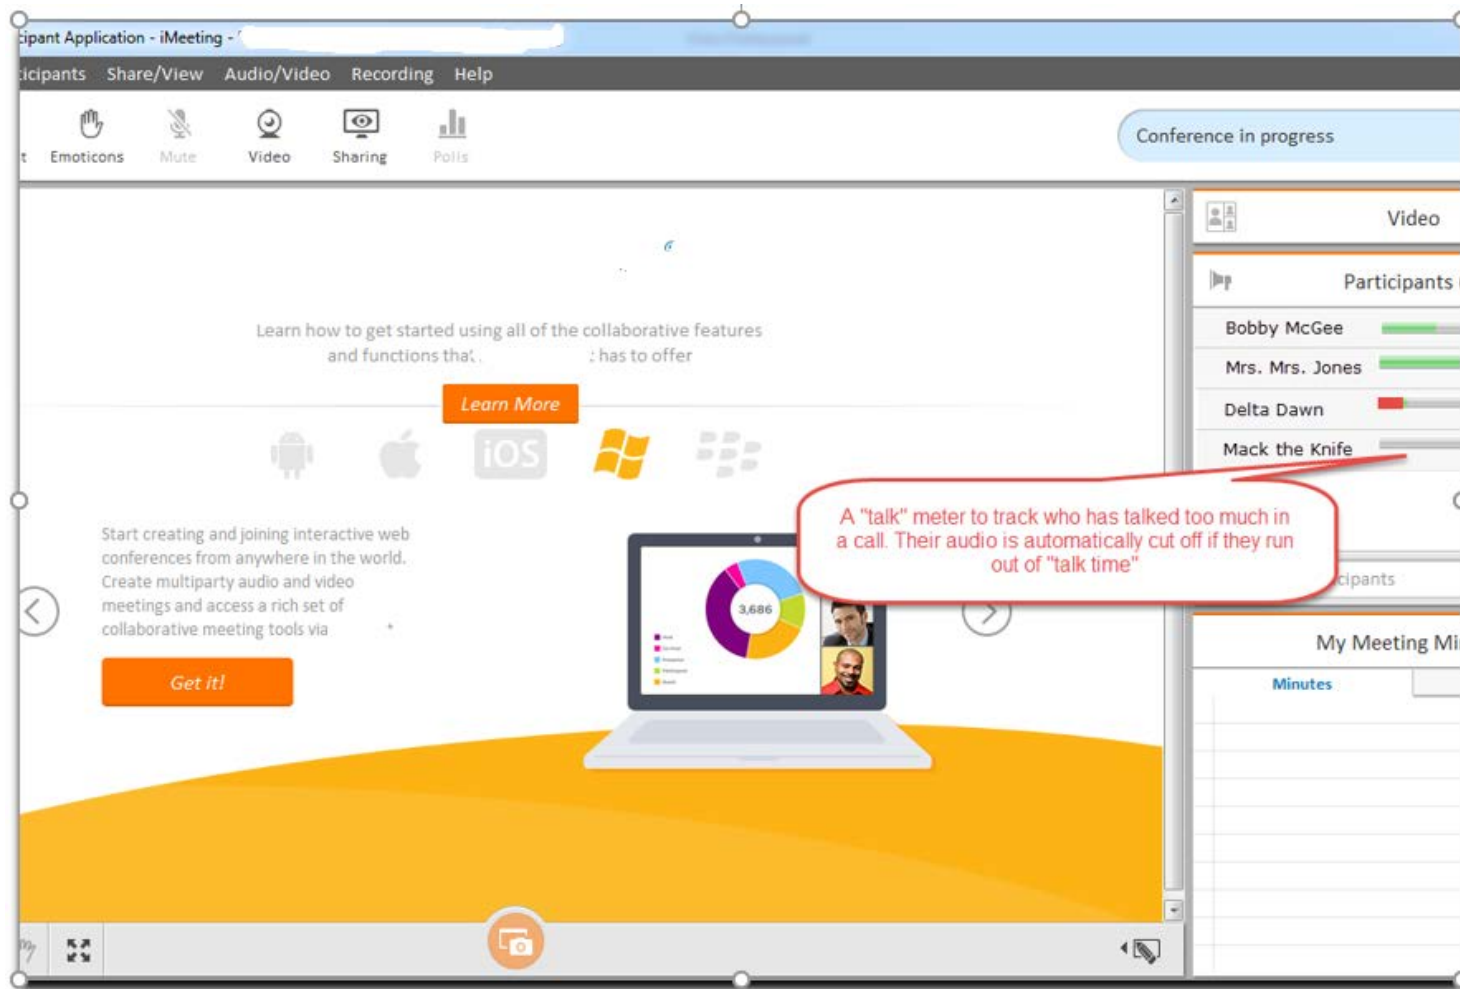 cipant Application - iMeeting -
icipants Share/View Audio/Video Recording Help
t Emoticons Mute Video Sharing Polls
Conference in progress
Video
Participants
Learn how to get started using all of the collaborative features
and functions that has to offer
Learn More
iOS
Bobby McGee
Mrs. Mrs. Jones
Delta Dawn
Mack the Knife
A "talk" meter to track who has talked too much in
a call. Their audio is automatically cut off if they run
out of "talk time"
Start creating and joining interactive web
conferences from anywhere in the world.
Create multiparty audio and video
meetings and access a rich set of
collaborative meeting tools via
Get it!
3,686
cipants
My Meeting Mi
Minutes